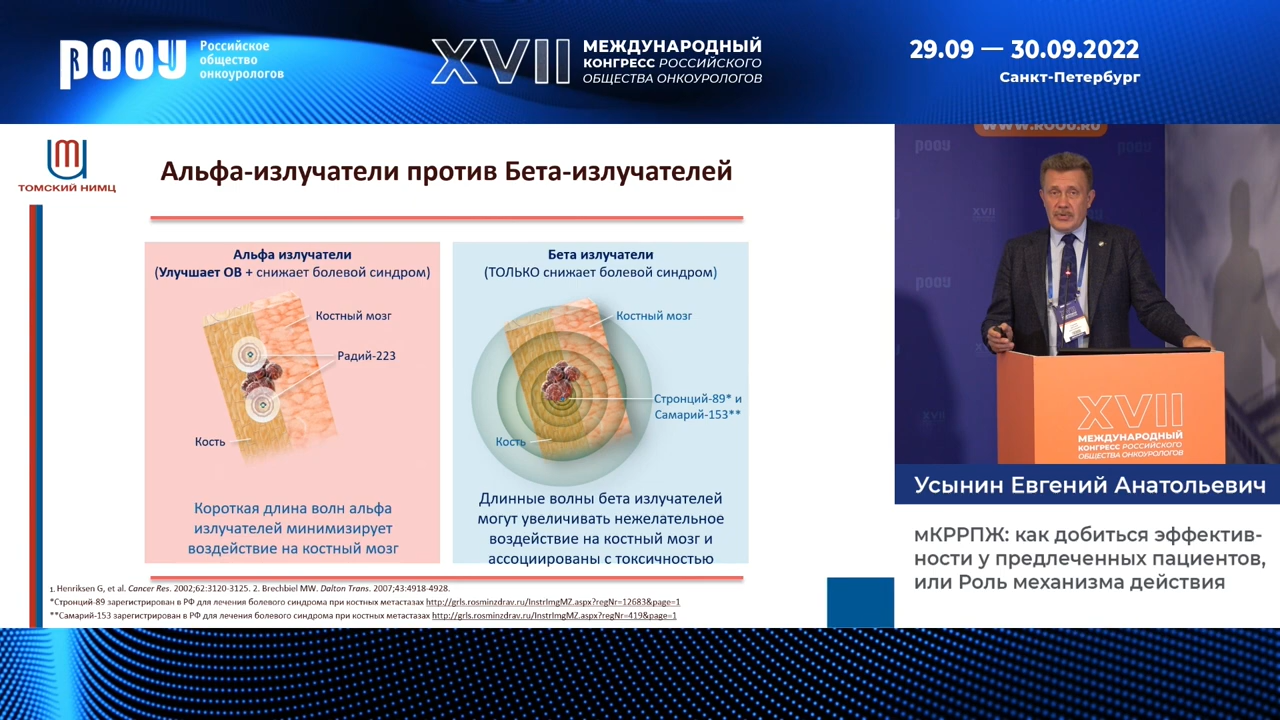 РООУ
RAOU
Российское
общество
онкоурологов
XVII
МЕЖДУНАРОДНЫЙ
КОНГРЕСС РОССИЙСКОГО
ОБЩЕСТВА ОНКОУРОЛОГОВ
29.09 — 30.09.2022
Санкт-Петербург
ТОМСКИЙ НИМЦ
Альфа-излучатели против Бета-излучателей
Альфа излучатели
(Улучшает ОВ + снижает болевой синдром)
Костный мозг
Радий-223
Кость
Короткая длина волн альфа
излучателей минимизирует
воздействие на костный мозг
Бета излучатели
(ТОЛЬКО снижает болевой синдром)
Костный мозг
Стронций-89* и
Самарий-153**
Кость
Длинные волны бета излучателей
могут увеличивать нежелательное
воздействие на костный мозг и
ассоциированы с токсичностью
1. Henriksen G, et al. Cancer Res. 2002;62:3120-3125. 2. Brechbiel MW. Dalton Trans. 2007;43:4918-4928.
*Стронций-89 зарегистрирован в РФ для лечения болевого синдрома при костных метастазах http://grls.rosminzdrav.ru/InstrImgMZ.aspx?regNr=12683&page=1
**Самарий-153 зарегистрирован в РФ для лечения болевого синдрома при костных метастазах http://grls.rosminzdrav.ru/InstrImgMZ.aspx?regNr=419&page=1
WWW.ROOU.RU
РООУ
РООУ
XVII
РООУ
XVII
МЕЖДУНАРОДНЫЙ
КОНГРЕСС РОССИЙСКОГО
ОБЩЕСТВА ОНКОУРОЛОГОВ
Усынин Евгений Анатольевич
мКРРПЖ: как добиться эффектив-
ности у предлеченных пациентов,
или Роль механизма действия